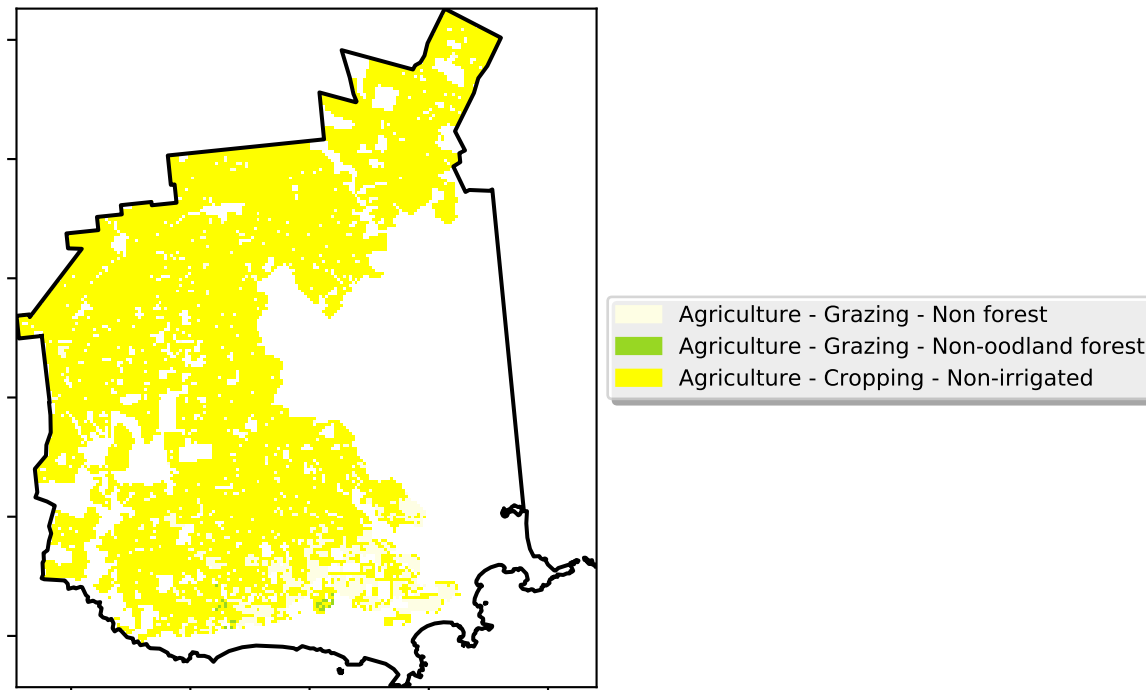 Agriculture - Grazing - Non forest
Agriculture - Grazing - Non-oodland forest
Agriculture - Cropping - Non-irrigated